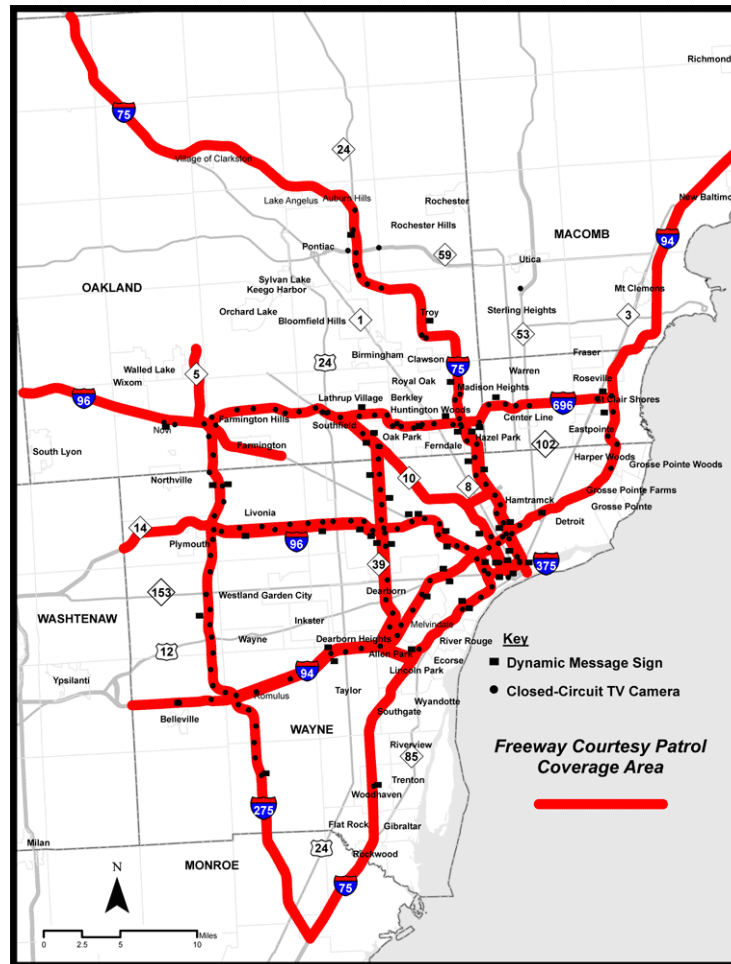 Richmond
75
24
Village of Clarkston
Lake Angelus
Auburn Hills
Rochester
New Baltimo
Rochester Hills
MACOMB
94
Pontiac
59
Utica
OAKLAND
Sylvan Lake
Keego Harbor
Mt Clemens
Orchard Lake
Sterling Heights
Bloomfield Hills
1
Troy
3
53
24
Birmingham
Clawson
Fraser
Walled Lake
5
75
Warren
Wixom
Royal Oak
Roseville
96
Lathrup Village
Berkley
Madison Heights
696
St Clair Shores
Huntington Woods
Center Line
Farmington Hills
Southfield
Novi
Oak Park
Hazel Park
Eastpointe
Farmington
Ferndale
102
South Lyon
Harper Woods
Grosse Pointe Woods
Northville
10
8
Grosse Pointe Farms
Hamtramck
Livonia
Grosse Pointe
14
Detroit
Plymouth
96
39
375
153
Westland
Garden City
Dearborn
WASHTENAW
Inkster
Melvindale
Key
Wayne
Dearborn Heights
River Rouge
12
Allen Park
Ecorse
Dynamic Message Sign
94
Lincoln Park
Ypsilanti
Taylor
Closed-Circuit TV Camera
Romulus
Wyandotte
Belleville
Southgate
WAYNE
Riverview
Freeway Courtesy Patrol
85
Coverage Area
Trenton
Woodhaven
275
Flat Rock
Gibraltar
Milan
24
Rockwood
MONROE
N
75
0 2.5 5 10
Miles